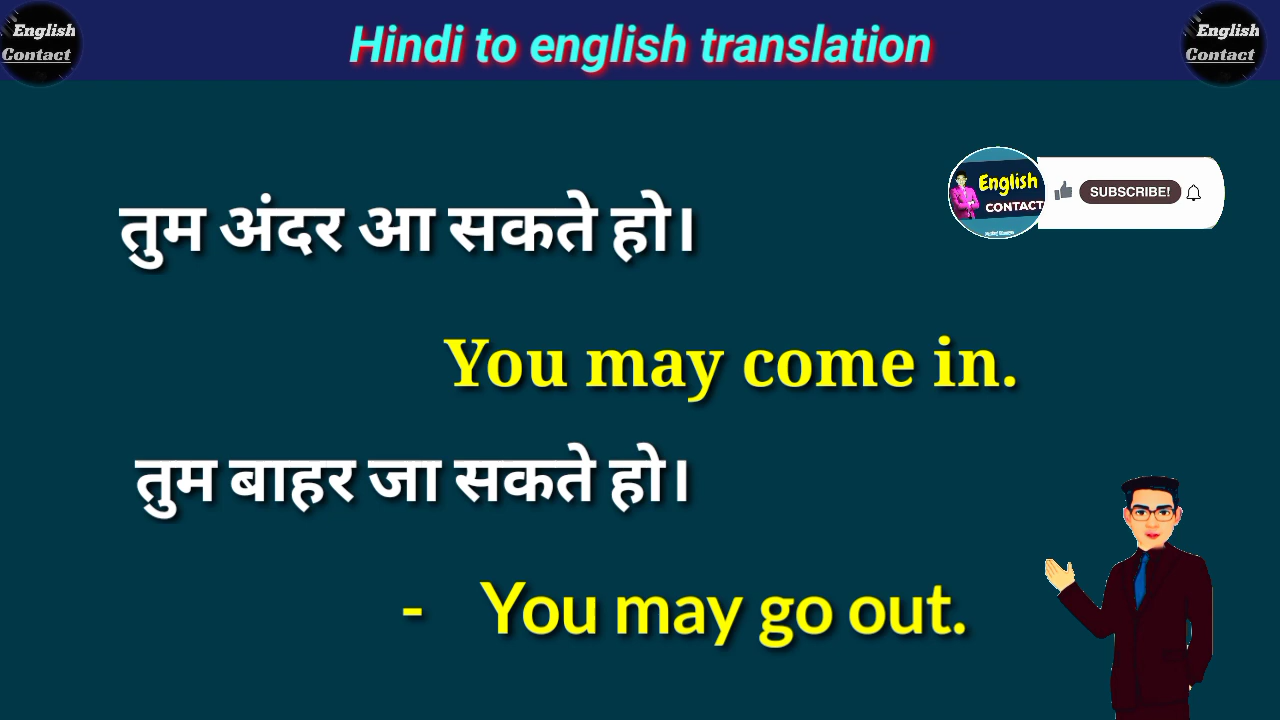 English
Contact
Hindi to english translation
English
Contact
English
CONTACT
SUBSCRIBE!
तुम अंदर आ सकते हो।
You may come in.
तुम बाहर जा सकते हो।
- You may go out.